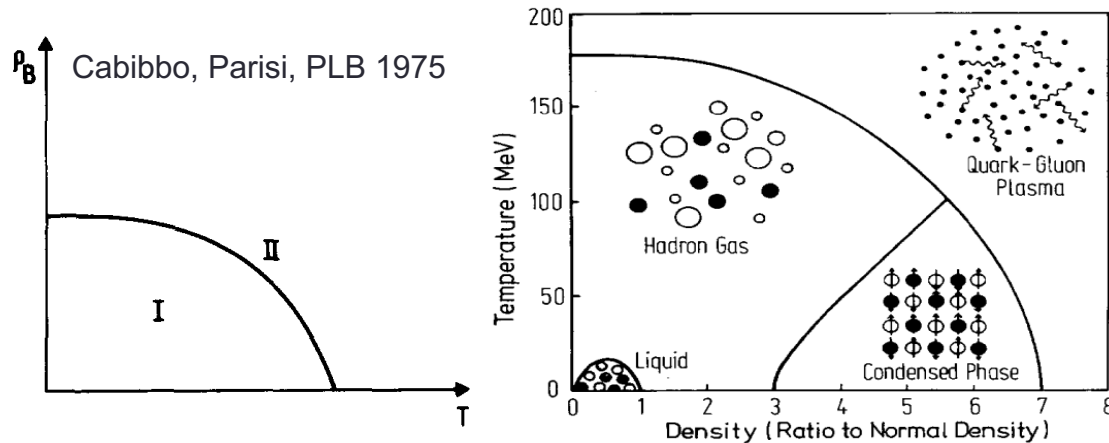 ρB
Cabibbo, Parisi, PLB 1975
I
II
T
Temperature (MeV)
200
150
100
50
0
Quark-Gluon
Plasma
Hadron Gas
Liquid
Condensed Phase
0 1 2 3 4 5 6 7 8
Density (Ratio to Normal Density)